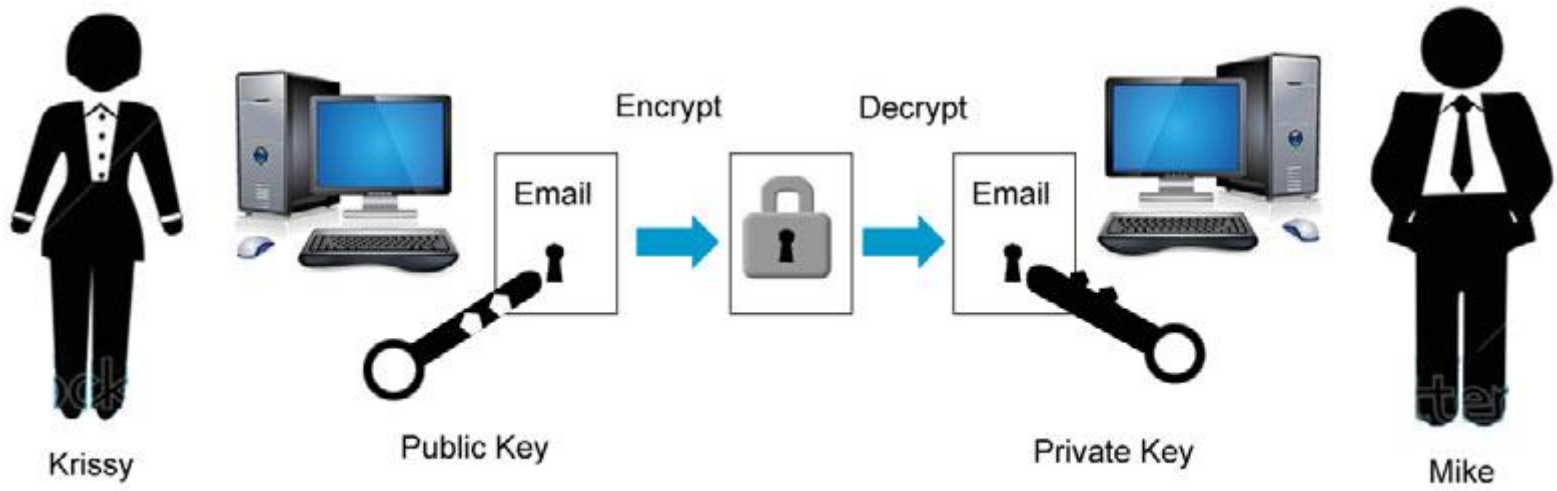 Encrypt
Decrypt
Email
Email
Public Key
Private Key
Krissy
Mike